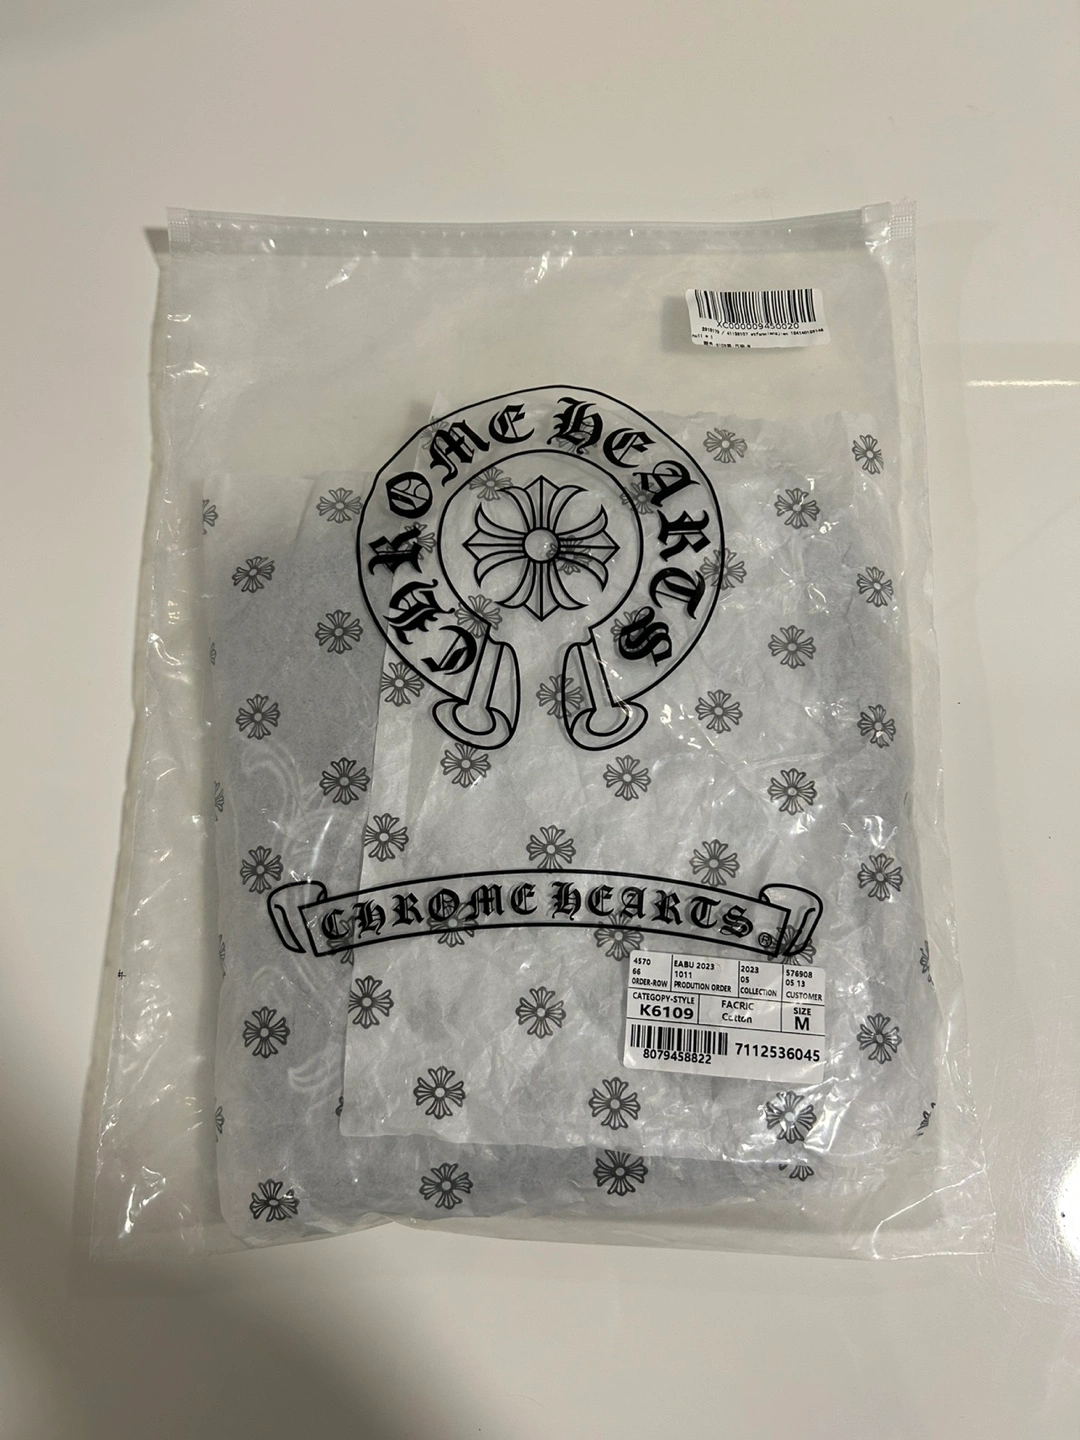 XC000009450020
CHROME HEARTS
CHROME HEARTS®
4570
66
ORDER-ROW
EABU 2023
1011
PRODUTION ORDER
2023
05
COLLECTION
576908
05 13
CUSTOMER
CATEGOPY-STYLE
K6109
FACRIC
Cotton
SIZE
M
8079458822
7112536045